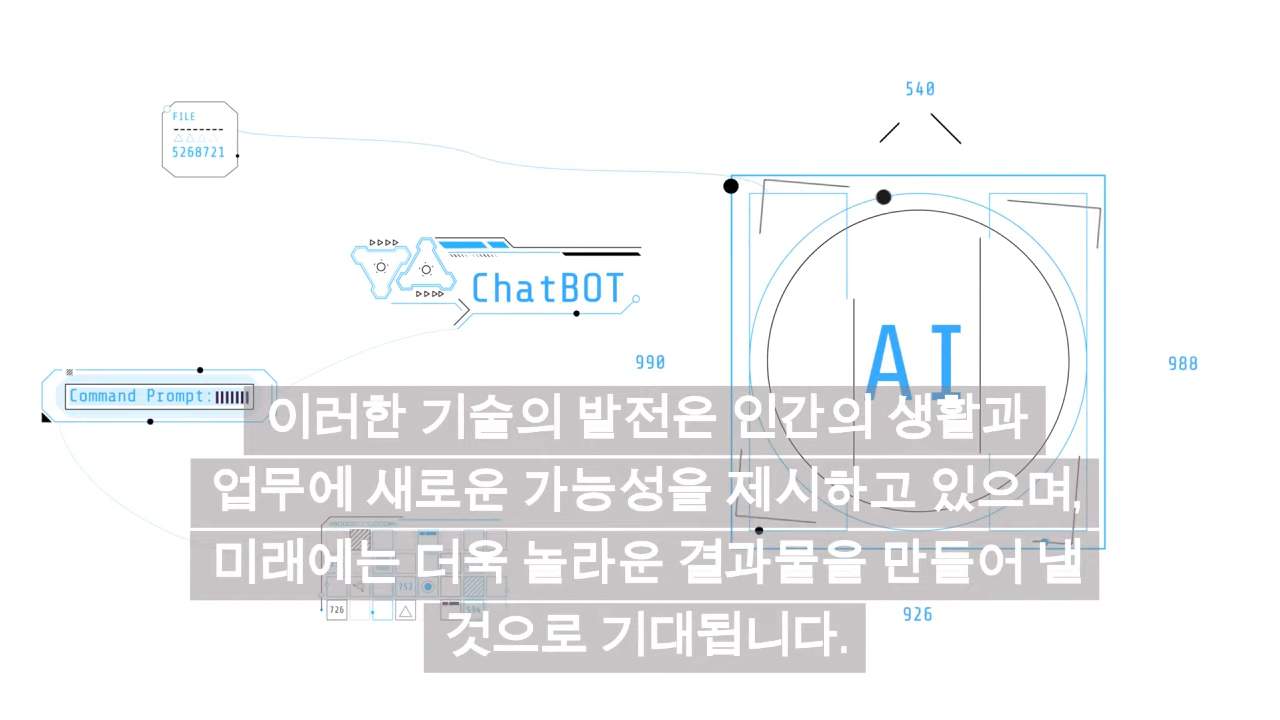 540
FILE
5268721
ChatBOT
AI
990
988
Command Prompt:
이러한 기술의 발전은 인간의 생활과
업무에 새로운 가능성을 제시하고 있으며,
미래에는 더욱 놀라운 결과물을 만들어 낼
것으로 기대됩니다.
752
726
594
926